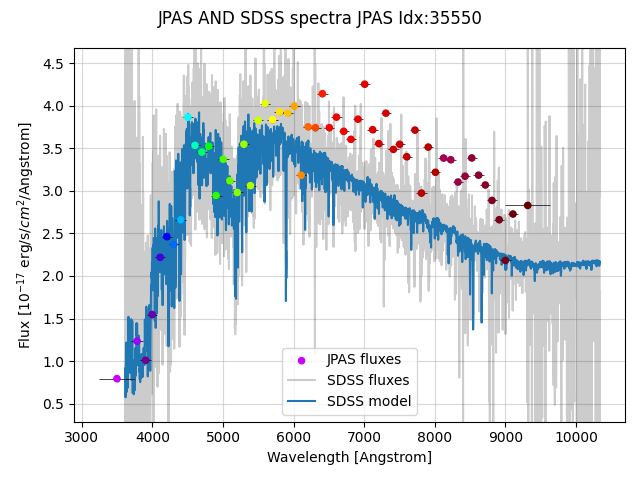 JPAS AND SDSS spectra JPAS Idx:35550
Flux [10⁻¹⁷ erg/s/cm²/Angstrom]
4.5
4.0
3.5
3.0
2.5
2.0
1.5
1.0
0.5
JPAS fluxes
SDSS fluxes
SDSS model
3000 4000 5000 6000 7000 8000 9000 10000
Wavelength [Angstrom]